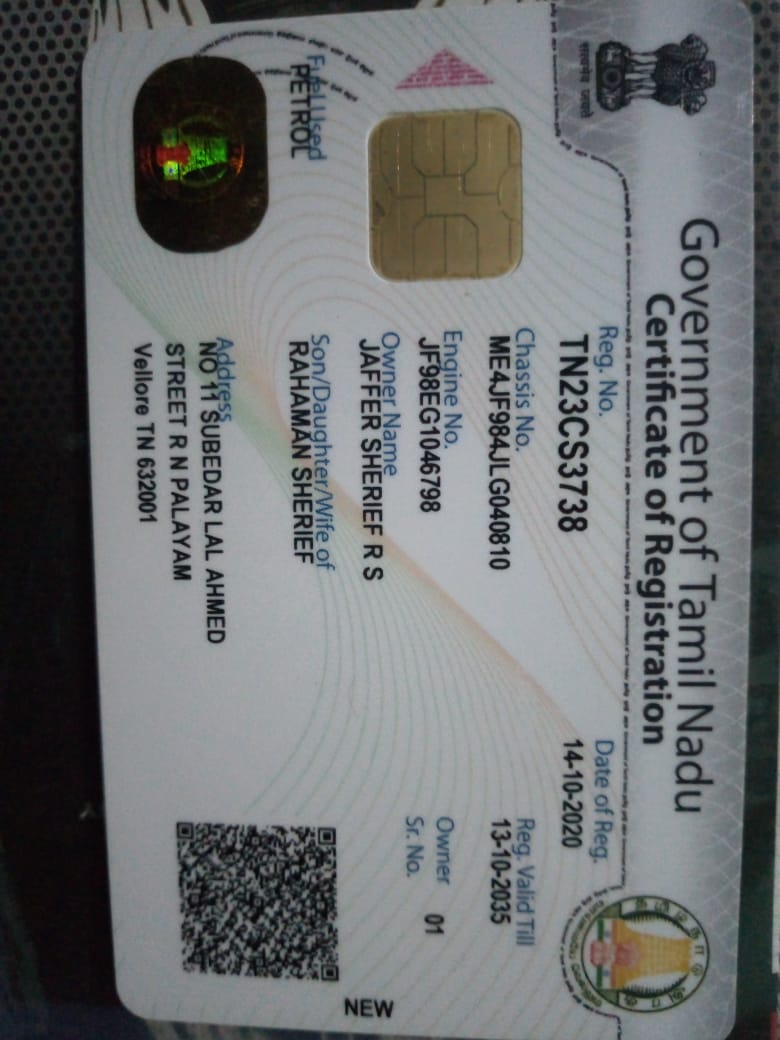 Government of Tamil Nadu
Certificate of Registration
Reg. No.
TN23CS3738
Date of Reg.
14-10-2020
Chassis No.
ME4JF984JLG040810
Reg. Valid Till
13-10-2035
Engine No.
JF98EG1046798
Owner Sr. No.
01
Owner Name
JAFFER SHERIEF R S
Son/Daughter/Wife of
RAHAMAN SHERIEF
Fuel Used
PETROL
Address
NO 11 SUBEDAR LAL AHMED
STREET R N PALAYAM
Vellore TN 632001
NEW
सत्यमेव जयते